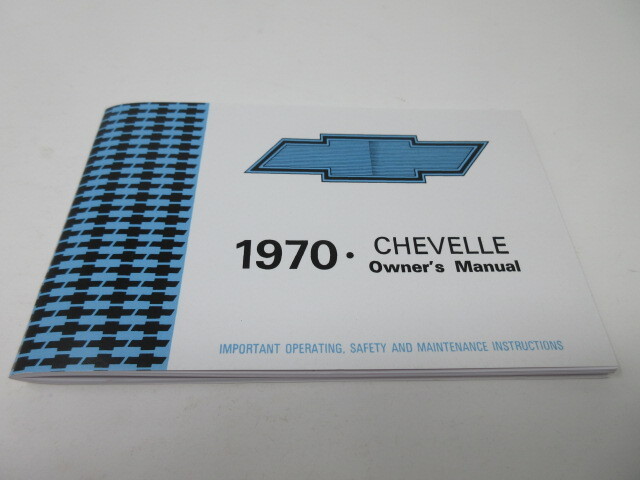 1970 • CHEVELLE
Owner's Manual
IMPORTANT OPERATING, SAFETY AND MAINTENANCE INSTRUCTIONS